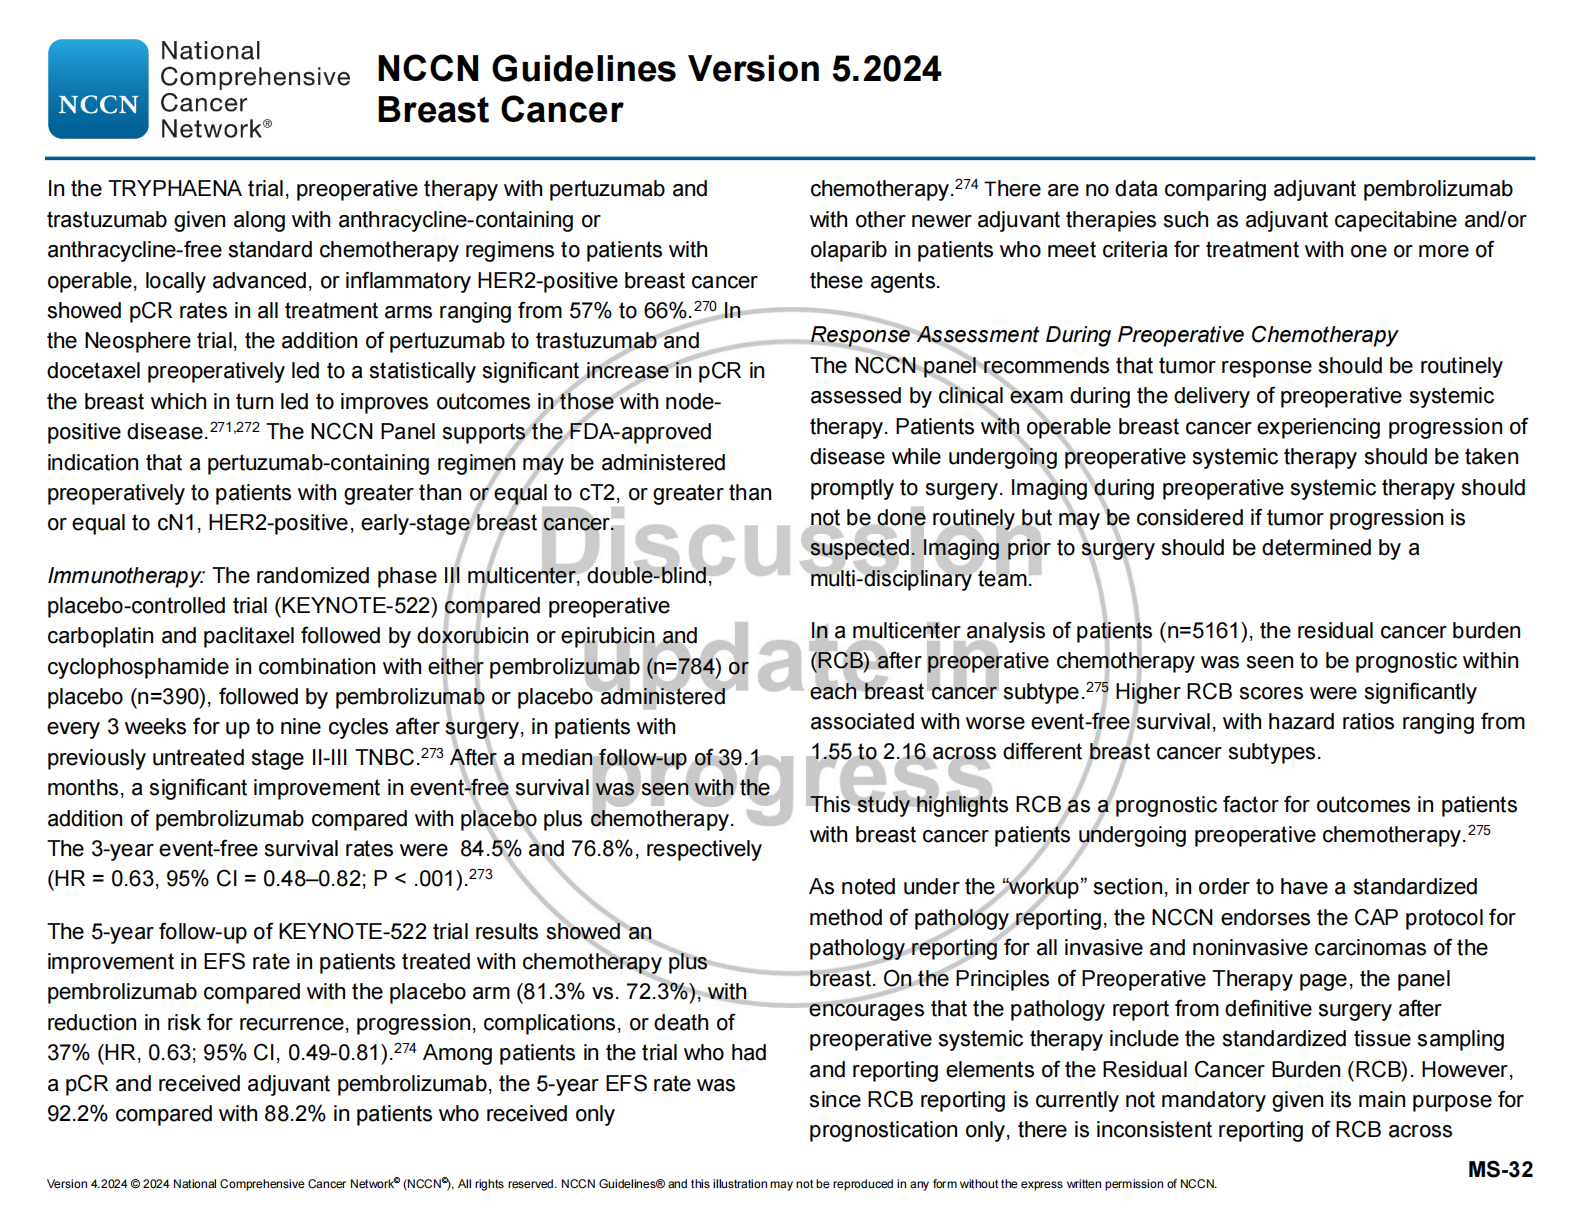 National
Comprehensive
Cancer
Network®
NCCN
NCCN Guidelines Version 5.2024
Breast Cancer
In the TRYPHAENA trial, preoperative therapy with pertuzumab and
trastuzumab given along with anthracycline-containing or
anthracycline-free standard chemotherapy regimens to patients with
operable, locally advanced, or inflammatory HER2-positive breast cancer
showed pCR rates in all treatment arms ranging from 57% to 66%.270 In
the Neosphere trial, the addition of pertuzumab to trastuzumab and
docetaxel preoperatively led to a statistically significant increase in pCR in
the breast which in turn led to improves outcomes in those with node-
positive disease.271,272 The NCCN Panel supports the FDA-approved
indication that a pertuzumab-containing regimen may be administered
preoperatively to patients with greater than or equal to cT2, or greater than
or equal to cN1, HER2-positive, early-stage breast cancer.
Immunotherapy: The randomized phase III multicenter, double-blind,
placebo-controlled trial (KEYNOTE-522) compared preoperative
carboplatin and paclitaxel followed by doxorubicin or epirubicin and
cyclophosphamide in combination with either pembrolizumab (n=784) or
placebo (n=390), followed by pembrolizumab or placebo administered
every 3 weeks for up to nine cycles after surgery, in patients with
previously untreated stage II-III TNBC.273 After a median follow-up of 39.1
months, a significant improvement in event-free survival was seen with the
addition of pembrolizumab compared with placebo plus chemotherapy.
The 3-year event-free survival rates were 84.5% and 76.8%, respectively
(HR = 0.63, 95% CI = 0.48–0.82; P < .001).273
The 5-year follow-up of KEYNOTE-522 trial results showed an
improvement in EFS rate in patients treated with chemotherapy plus
pembrolizumab compared with the placebo arm (81.3% vs. 72.3%), with
reduction in risk for recurrence, progression, complications, or death of
37% (HR, 0.63; 95% CI, 0.49-0.81).274 Among patients in the trial who had
a pCR and received adjuvant pembrolizumab, the 5-year EFS rate was
92.2% compared with 88.2% in patients who received only
chemotherapy.274 There are no data comparing adjuvant pembrolizumab
with other newer adjuvant therapies such as adjuvant capecitabine and/or
olaparib in patients who meet criteria for treatment with one or more of
these agents.
Response Assessment During Preoperative Chemotherapy
The NCCN panel recommends that tumor response should be routinely
assessed by clinical exam during the delivery of preoperative systemic
therapy. Patients with operable breast cancer experiencing progression of
disease while undergoing preoperative systemic therapy should be taken
promptly to surgery. Imaging during preoperative systemic therapy should
not be done routinely but may be considered if tumor progression is
suspected. Imaging prior to surgery should be determined by a
multi-disciplinary team.
In a multicenter analysis of patients (n=5161), the residual cancer burden
(RCB) after preoperative chemotherapy was seen to be prognostic within
each breast cancer subtype.275 Higher RCB scores were significantly
associated with worse event-free survival, with hazard ratios ranging from
1.55 to 2.16 across different breast cancer subtypes.
This study highlights RCB as a prognostic factor for outcomes in patients
with breast cancer patients undergoing preoperative chemotherapy.275
As noted under the “workup” section, in order to have a standardized
method of pathology reporting, the NCCN endorses the CAP protocol for
pathology reporting for all invasive and noninvasive carcinomas of the
breast. On the Principles of Preoperative Therapy page, the panel
encourages that the pathology report from definitive surgery after
preoperative systemic therapy include the standardized tissue sampling
and reporting elements of the Residual Cancer Burden (RCB). However,
since RCB reporting is currently not mandatory given its main purpose for
prognostication only, there is inconsistent reporting of RCB across
Discussion
update in
progress
MS-32
Version 4.2024 © 2024 National Comprehensive Cancer Network© (NCCN©), All rights reserved. NCCN Guidelines® and this illustration may not be reproduced in any form without the express written permission of NCCN.